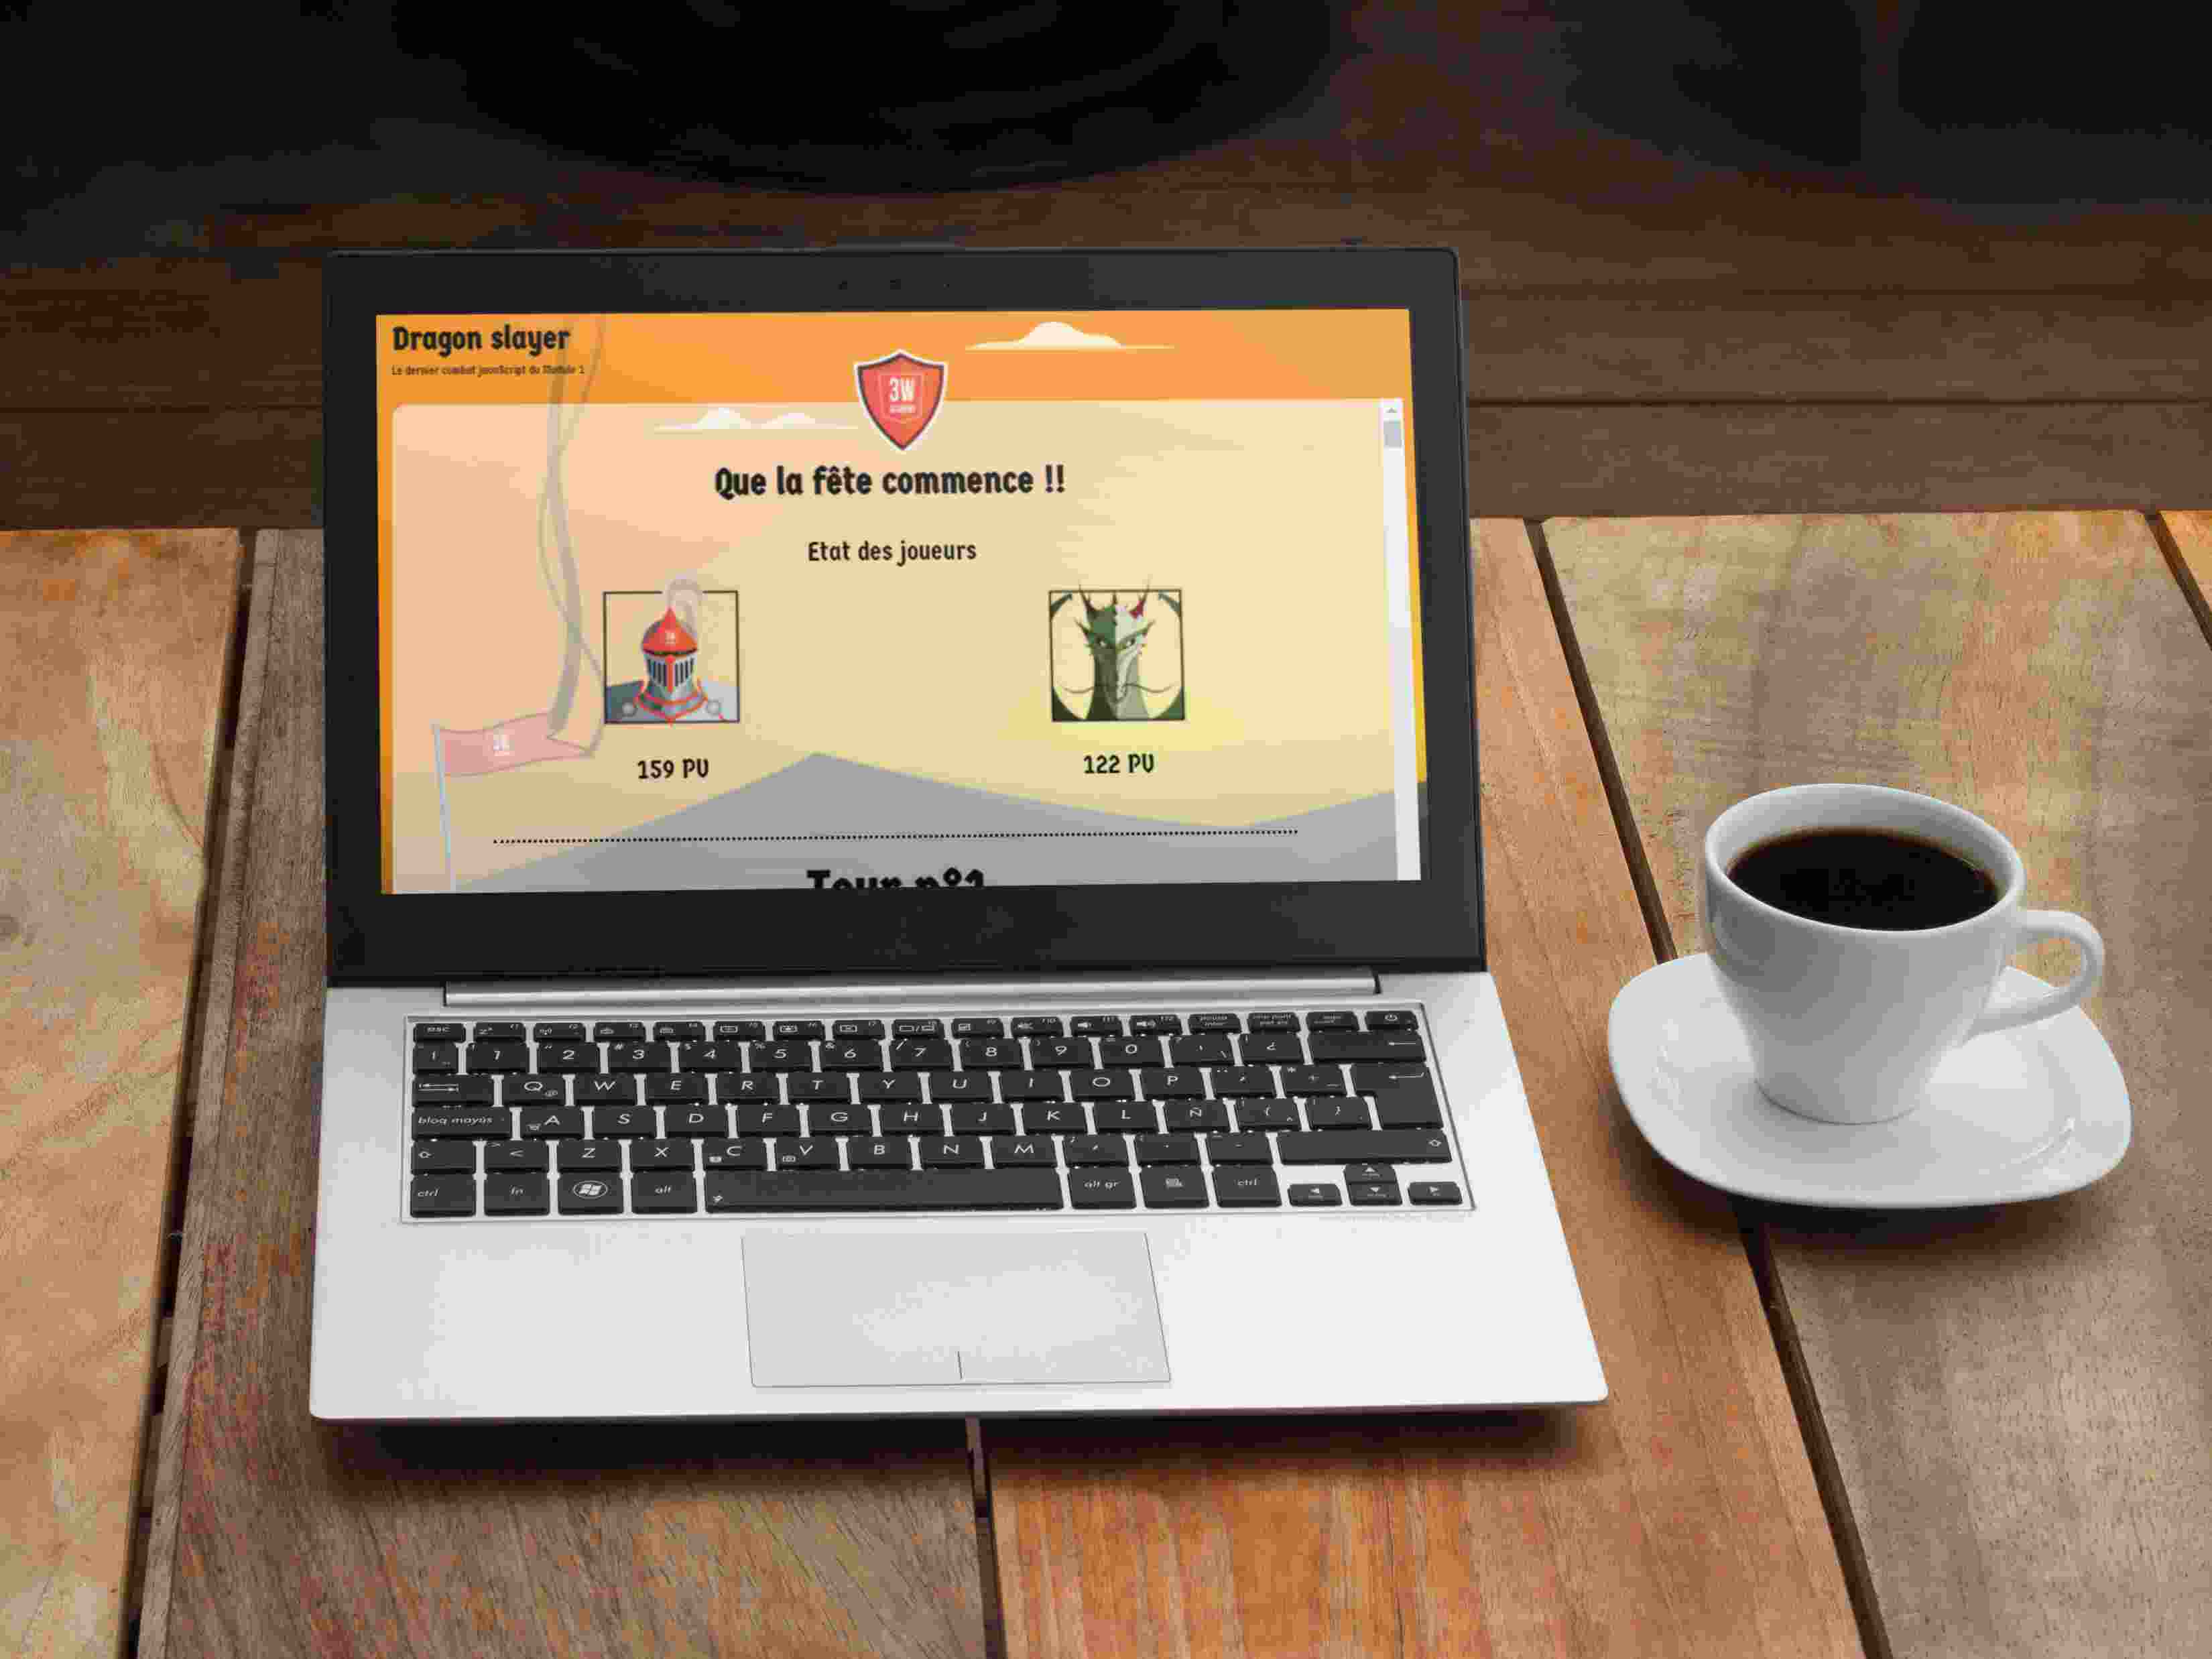 Dragon slayer
Le dernier combat JavaScript du Module 1
3W
Que la fête commence !!
Etat des joueurs
159 PV
122 PV
Tour n°1
esc
1 2 3 4 5 6 7 8 9 0
Q W E R T Y U I O P
bloq mayús A S D F G H J K L Ñ
< Z X C V B N M
ctrl fn alt alt gr ctrl